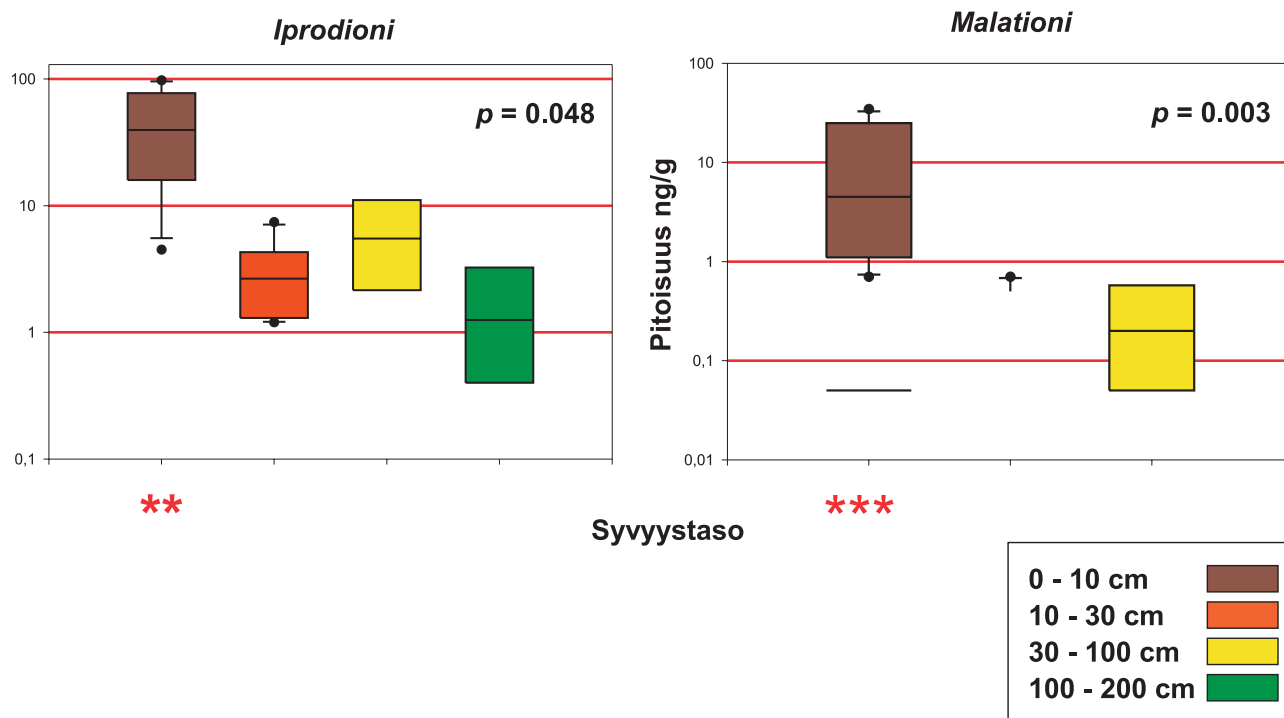 Iprodioni
100
10
1
0,1
p = 0.048
**
Malationi
Pitoisuus ng/g
100
10
1
0,1
0,01
p = 0.003
***
Syvyystaso
0 - 10 cm
10 - 30 cm
30 - 100 cm
100 - 200 cm